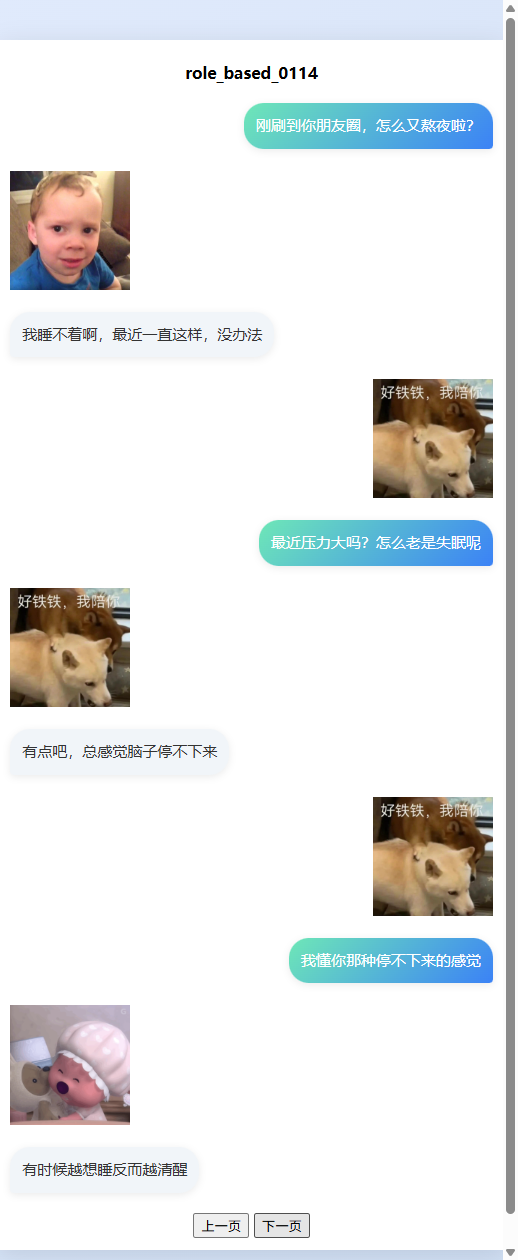 role_based_0114
刚刷到你朋友圈，怎么又熬夜啦？
我睡不着啊，最近一直这样，没办法
好铁铁，我陪你
最近压力大吗？怎么老是失眠呢
好铁铁，我陪你
有点吧，总感觉脑子停不下来
好铁铁，我陪你
我懂你那种停不下来的感觉
有时候越想睡反而越清醒
上一页 下一页